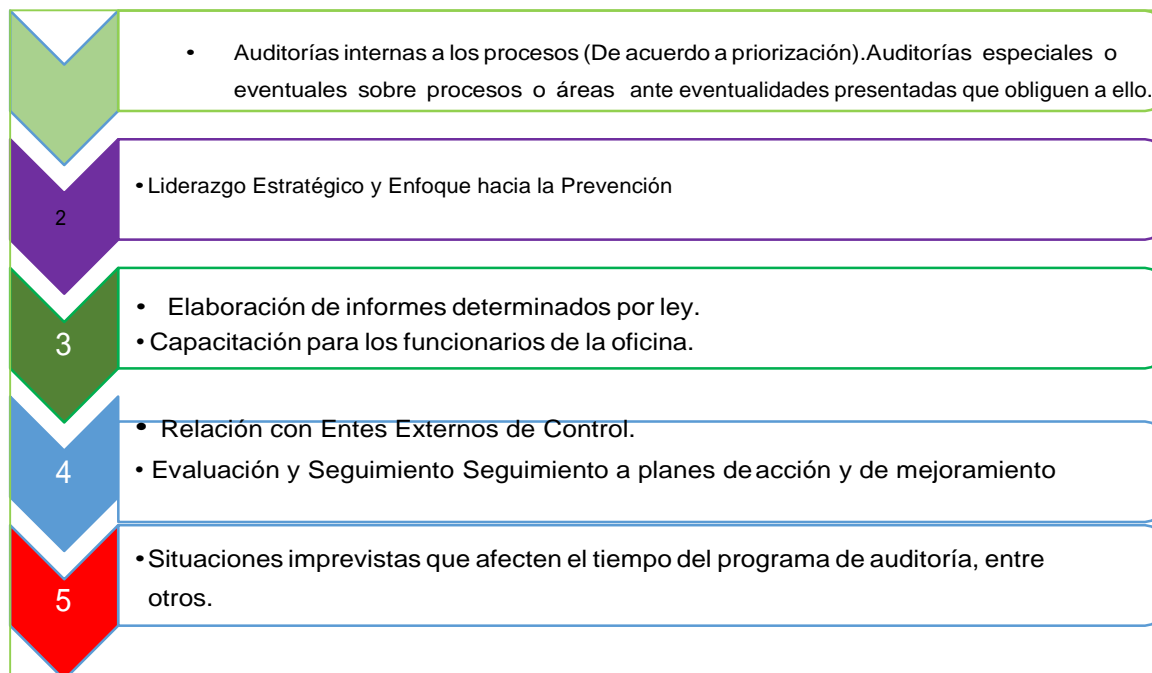 • Auditorías internas a los procesos (De acuerdo a priorización).Auditorías especiales o
eventuales sobre procesos o áreas ante eventualidades presentadas que obliguen a ello.
2
• Liderazgo Estratégico y Enfoque hacia la Prevención
3
• Elaboración de informes determinados por ley.
• Capacitación para los funcionarios de la oficina.
4
• Relación con Entes Externos de Control.
• Evaluación y Seguimiento Seguimiento a planes de acción y de mejoramiento
5
• Situaciones imprevistas que afecten el tiempo del programa de auditoría, entre
otros.